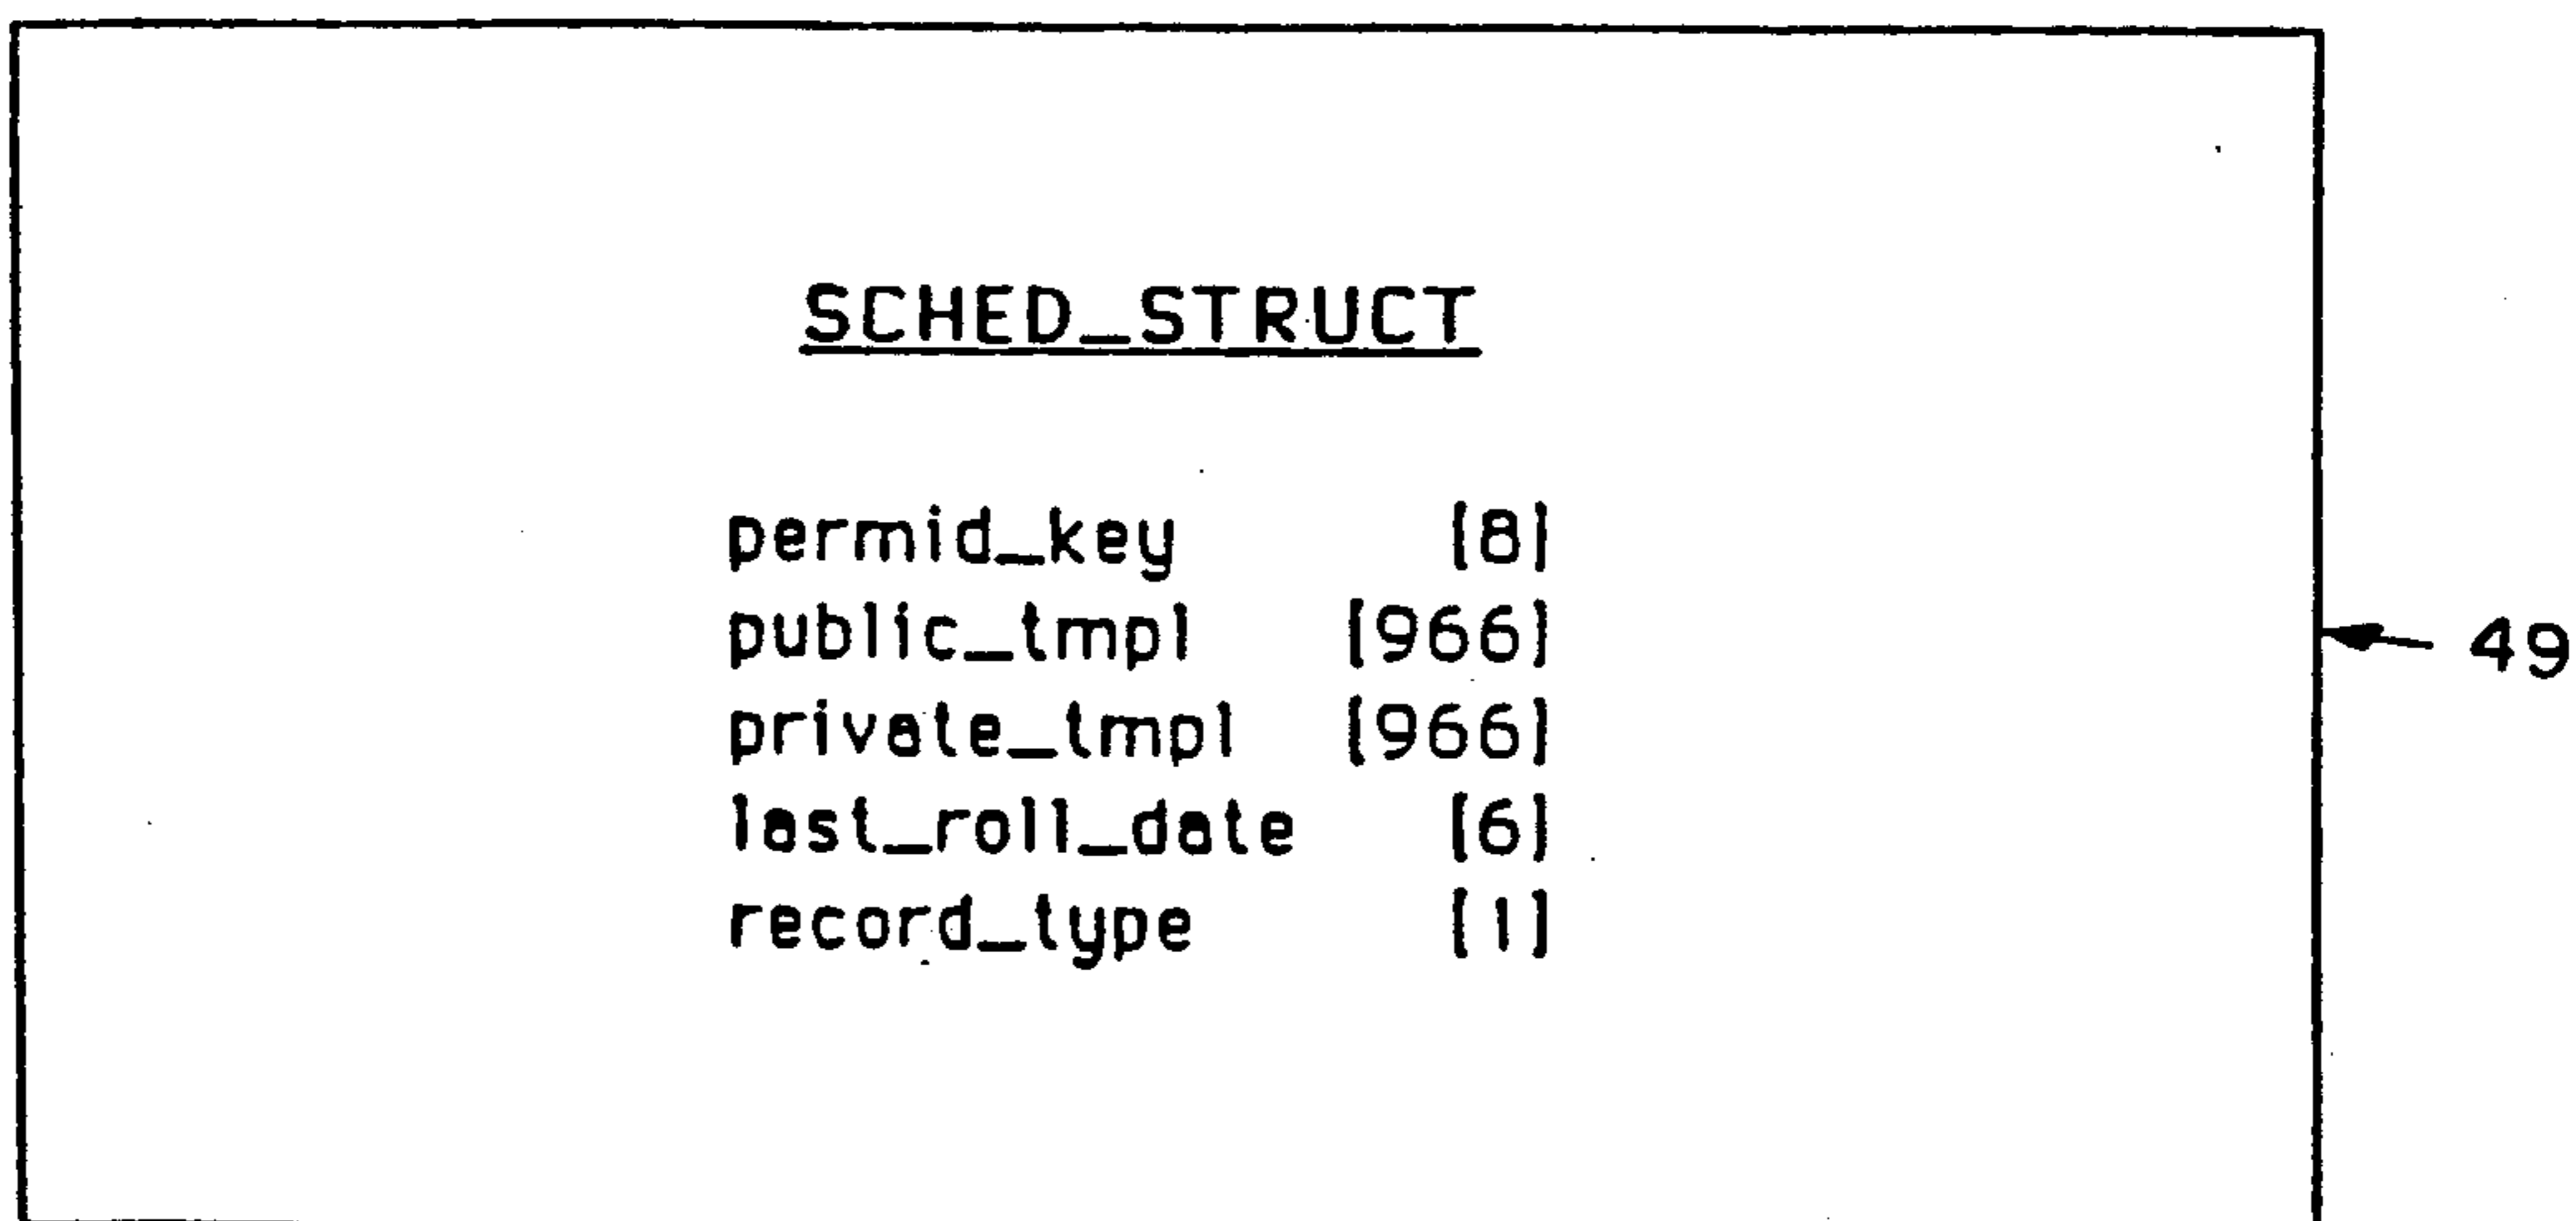 SCHED_STRUCT
permid_key [8]
public_tmpl [966]
private_tmpl [966]
49
last_roll_date [6]
record_type [1]